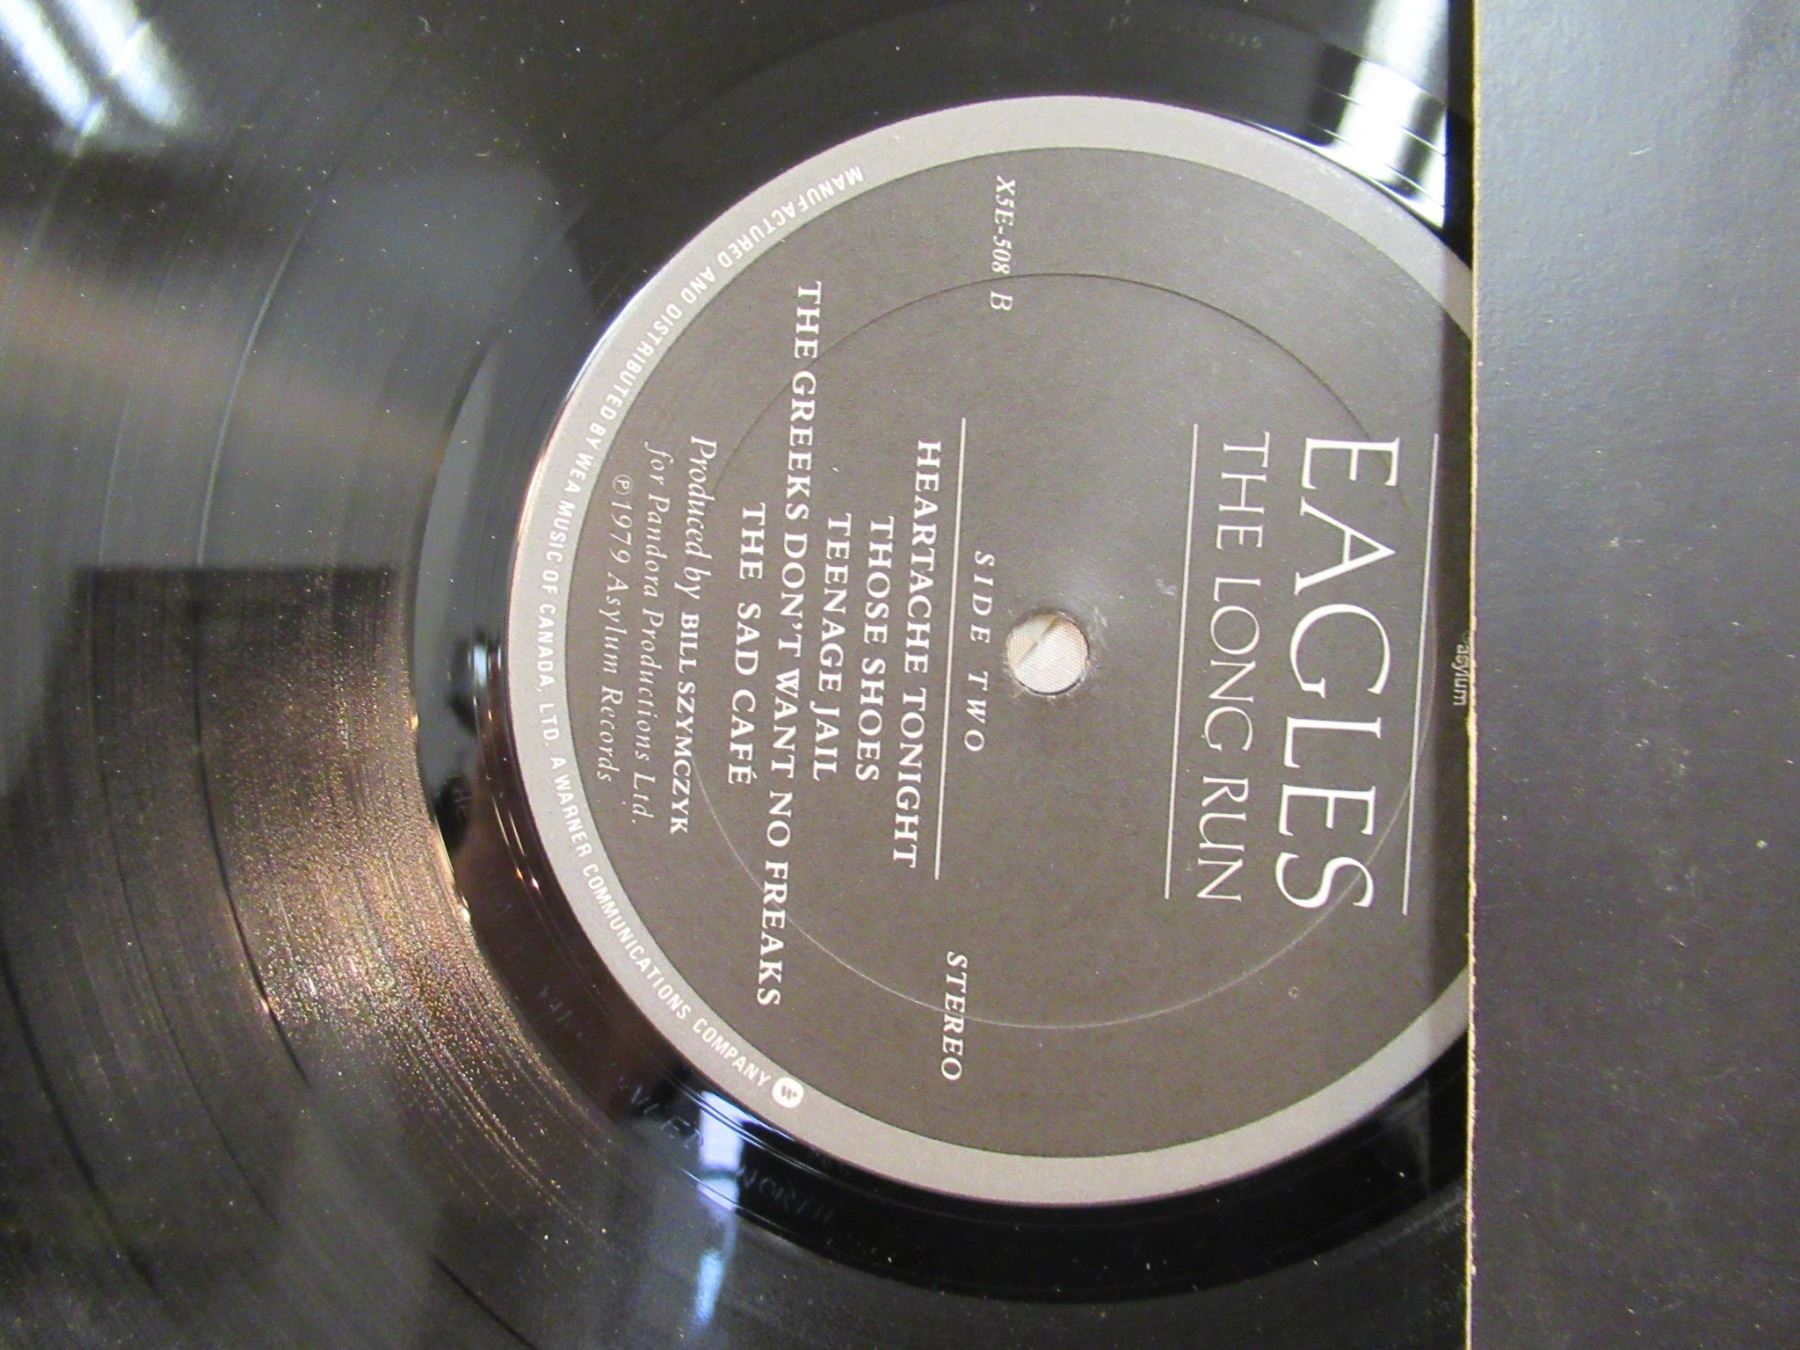 asylum
EAGLES
THE LONG RUN
X5E-508 B
SIDE TWO
STEREO
HEARTACHE TONIGHT
THOSE SHOES
TEENAGE JAIL
THE GREEKS DON'T WANT NO FREAKS
THE SAD CAFÉ
Produced by BILL SZYMCZYK
for Pandora Productions Ltd.
Ⓟ1979 Asylum Records
MANUFACTURED AND DISTRIBUTED BY WEA MUSIC OF CANADA, LTD. A WARNER COMMUNICATIONS COMPANY